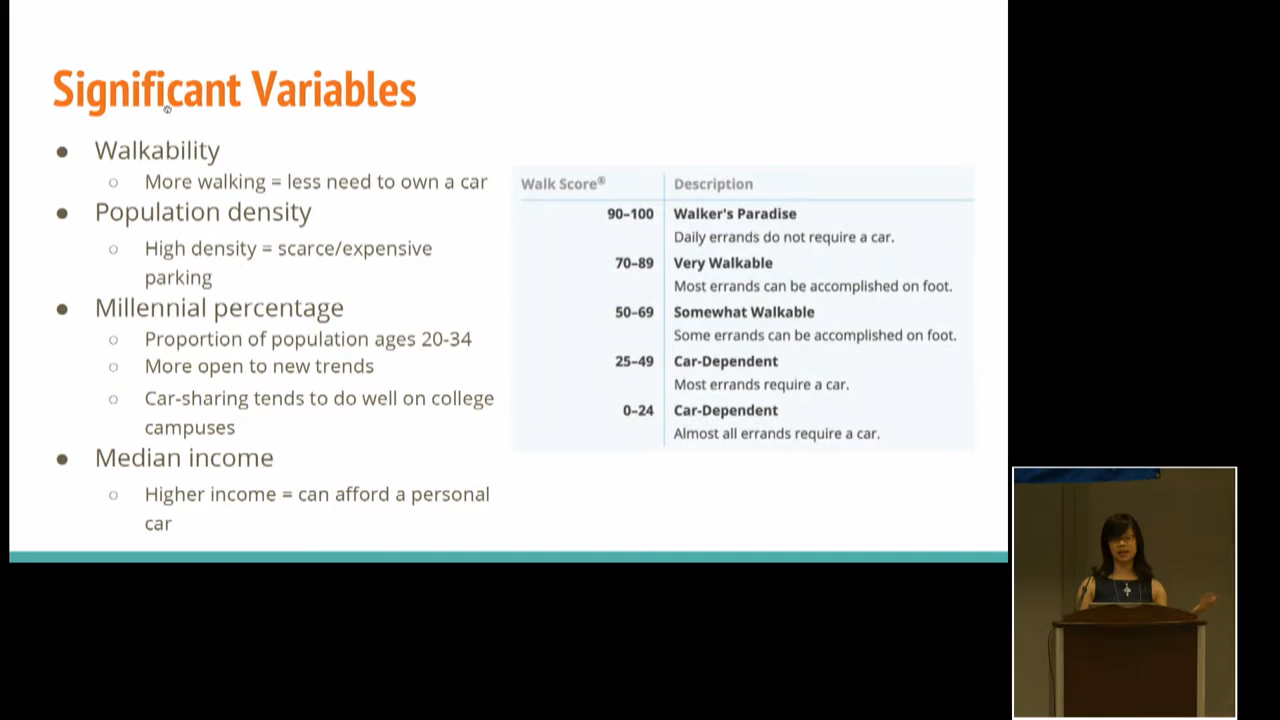 Significant Variables
● Walkability
○ More walking = less need to own a car
● Population density
○ High density = scarce/expensive
parking
● Millennial percentage
○ Proportion of population ages 20-34
○ More open to new trends
○ Car-sharing tends to do well on college
campuses
● Median income
○ Higher income = can afford a personal
car
Walk Score® Description
90–100 Walker's Paradise
Daily errands do not require a car.
70–89 Very Walkable
Most errands can be accomplished on foot.
50–69 Somewhat Walkable
Some errands can be accomplished on foot.
25–49 Car-Dependent
Most errands require a car.
0–24 Car-Dependent
Almost all errands require a car.